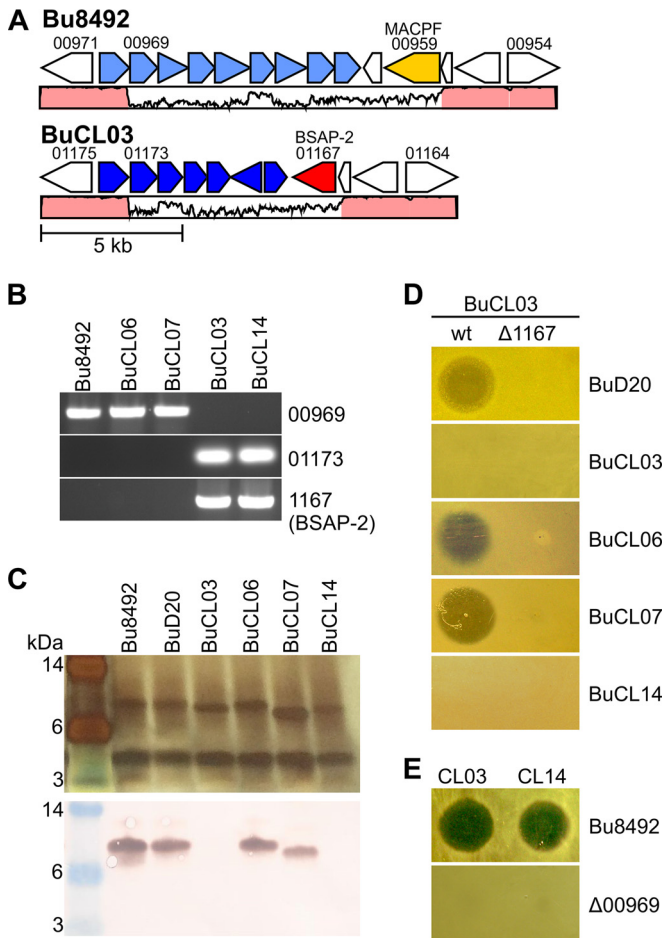 A
Bu8492
MACPF
00971 00969 00959 00954
BuCL03
BSAP-2
01175 01173 01167 01164
5 kb
B
Bu8492 BuCL06 BuCL07 BuCL03 BuCL14
00969
01173
1167
(BSAP-2)
C
Bu8492 BuD20 BuCL03 BuCL06 BuCL07 BuCL14
kDa
14
6
3
14
6
3
D
BuCL03
wt Δ1167
BuD20
BuCL03
BuCL06
BuCL07
BuCL14
E
CL03 CL14
Bu8492
Δ00969